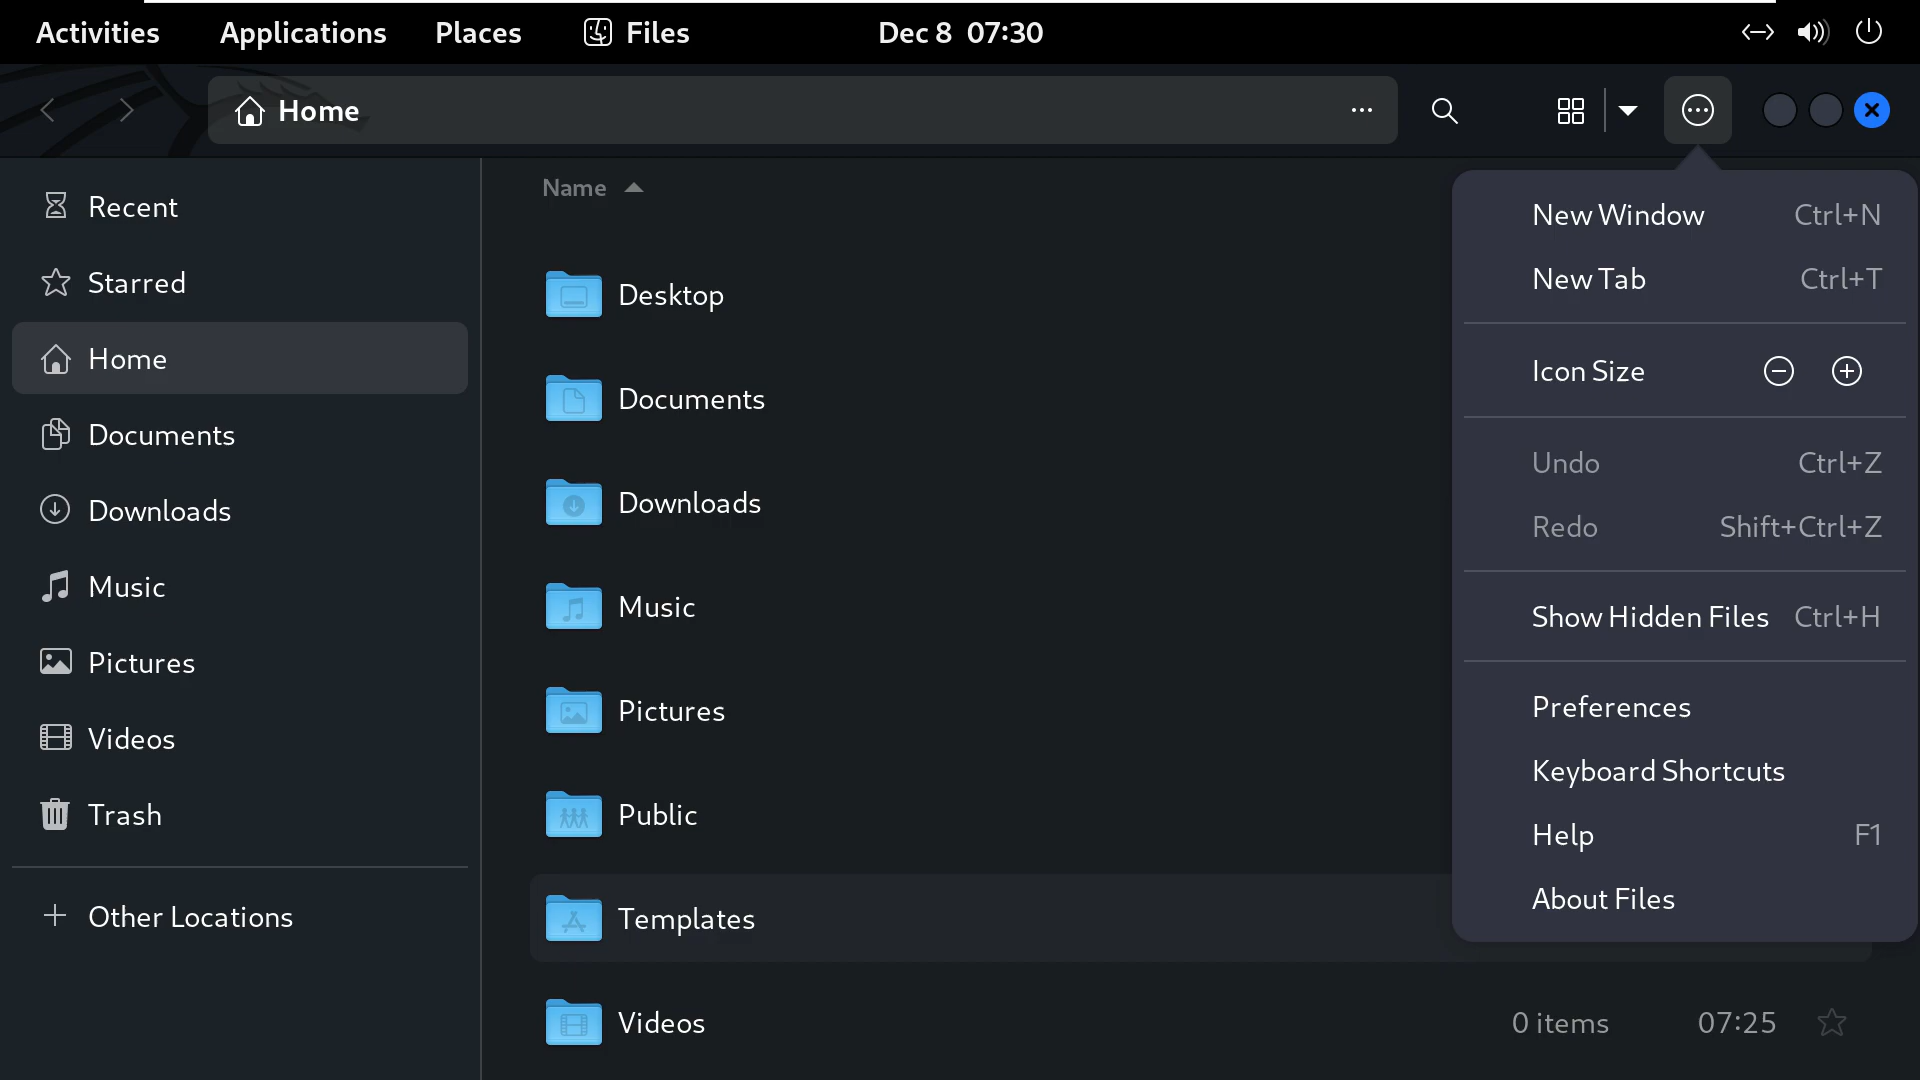 Activities Applications Places Files Dec 8 07:30
Home
Recent
Starred
Home
Documents
Downloads
Music
Pictures
Videos
Trash
Other Locations
Name
Desktop
Documents
Downloads
Music
Pictures
Public
Templates
Videos 0 items 07:25
New Window Ctrl+N
New Tab Ctrl+T
Icon Size
Undo Ctrl+Z
Redo Shift+Ctrl+Z
Show Hidden Files Ctrl+H
Preferences
Keyboard Shortcuts
Help F1
About Files